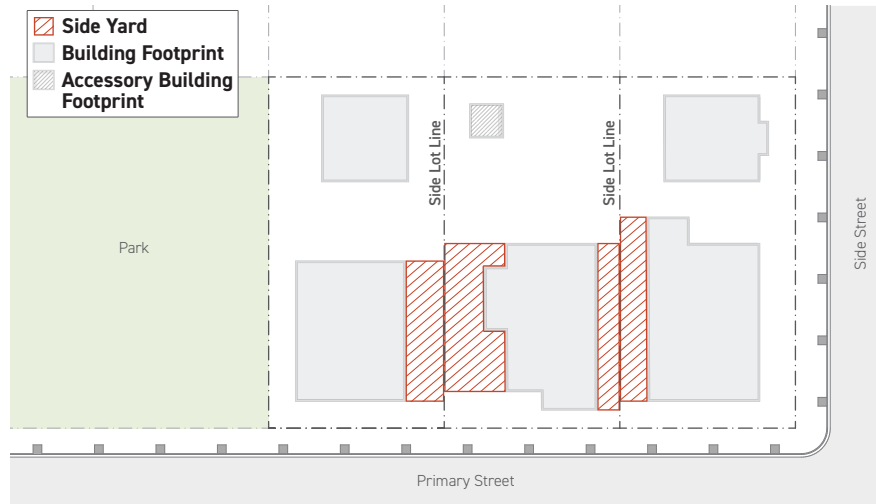 Side Yard
Building Footprint
Accessory Building
Footprint
Side Lot Line
Side Lot Line
Park
Side Street
Primary Street